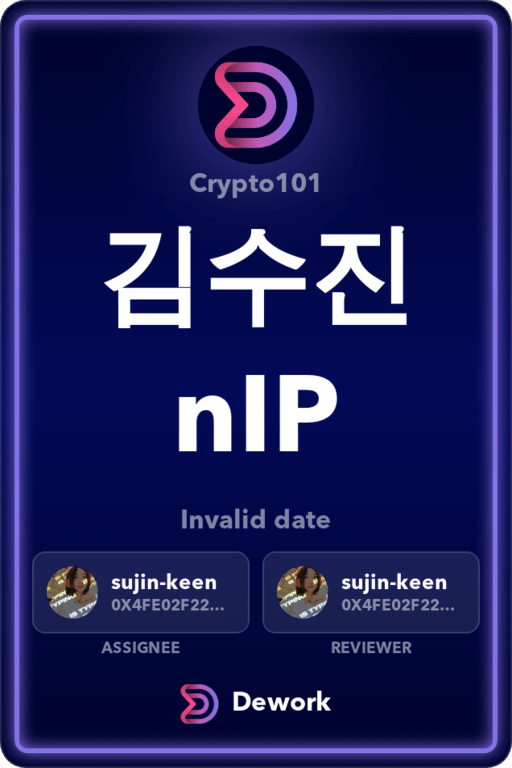 Crypto101
김수진
nIP
Invalid date
sujin-keen
0X4FE02F22...
ASSIGNEE
sujin-keen
0X4FE02F22...
REVIEWER
Dework